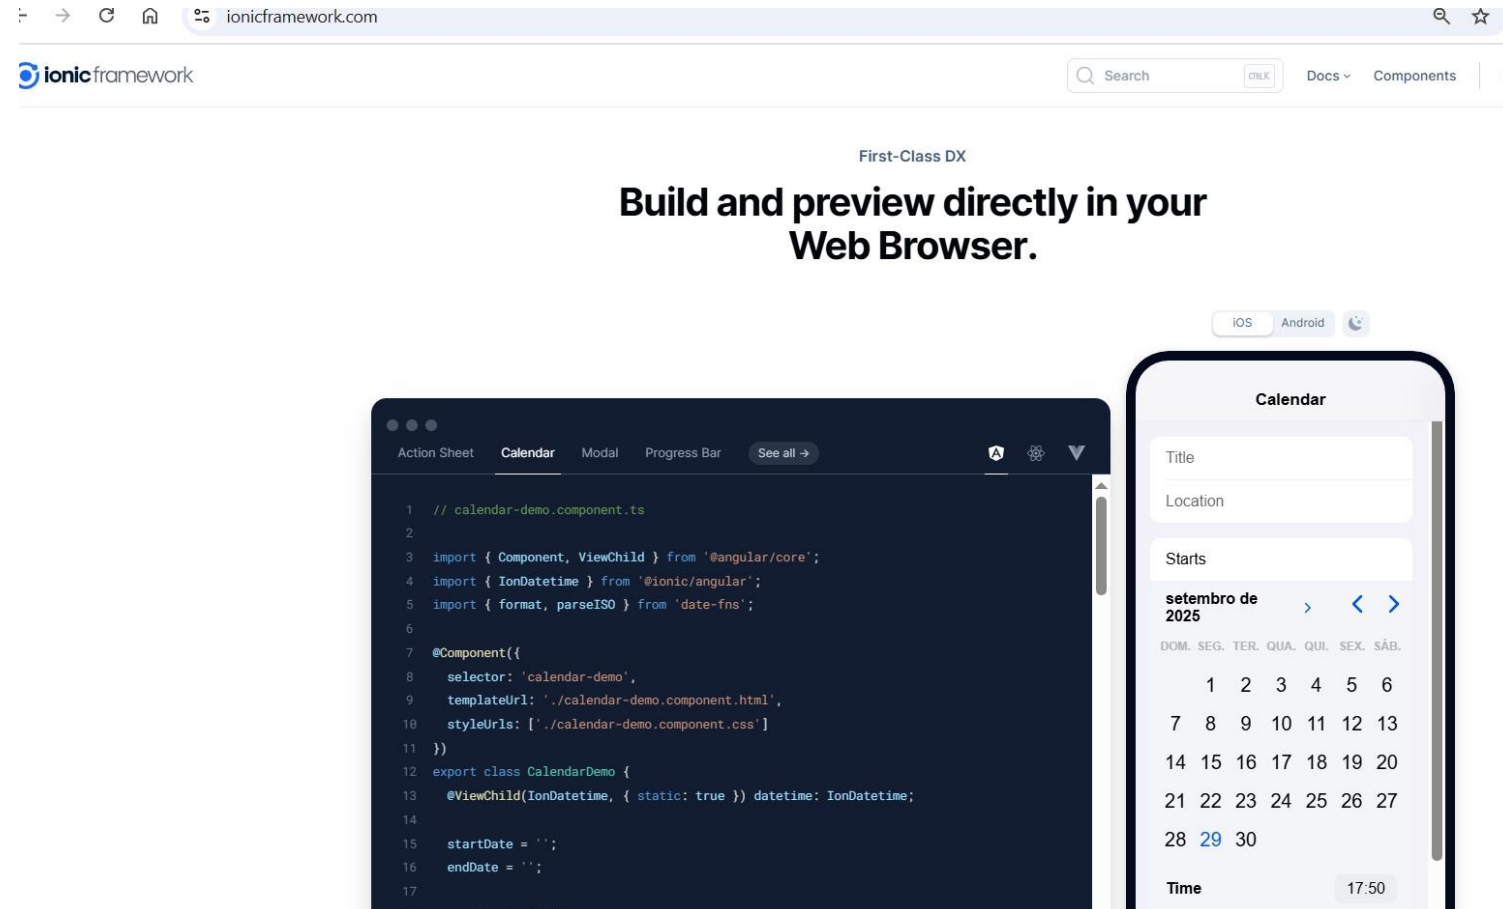 ionicframework.com
ionic framework
Search
CTRL K
Docs
Components
First-Class DX
Build and preview directly in your
Web Browser.
iOS Android
Action Sheet Calendar Modal Progress Bar See all →
1 // calendar-demo.component.ts
2
3 import { Component, ViewChild } from '@angular/core';
4 import { IonDatetime } from '@ionic/angular';
5 import { format, parseISO } from 'date-fns';
6
7 @Component({
8 selector: 'calendar-demo',
9 templateUrl: './calendar-demo.component.html',
10 styleUrls: ['./calendar-demo.component.css']
11 })
12 export class CalendarDemo {
13 @ViewChild(IonDatetime, { static: true }) datetime: IonDatetime;
14
15 startDate = '';
16 endDate = '';
17
Calendar
Title
Location
Starts
setembro de
2025
DOM. SEG. TER. QUA. QUI. SEX. SÁB.
1 2 3 4 5 6
7 8 9 10 11 12 13
14 15 16 17 18 19 20
21 22 23 24 25 26 27
28 29 30
Time 17:50